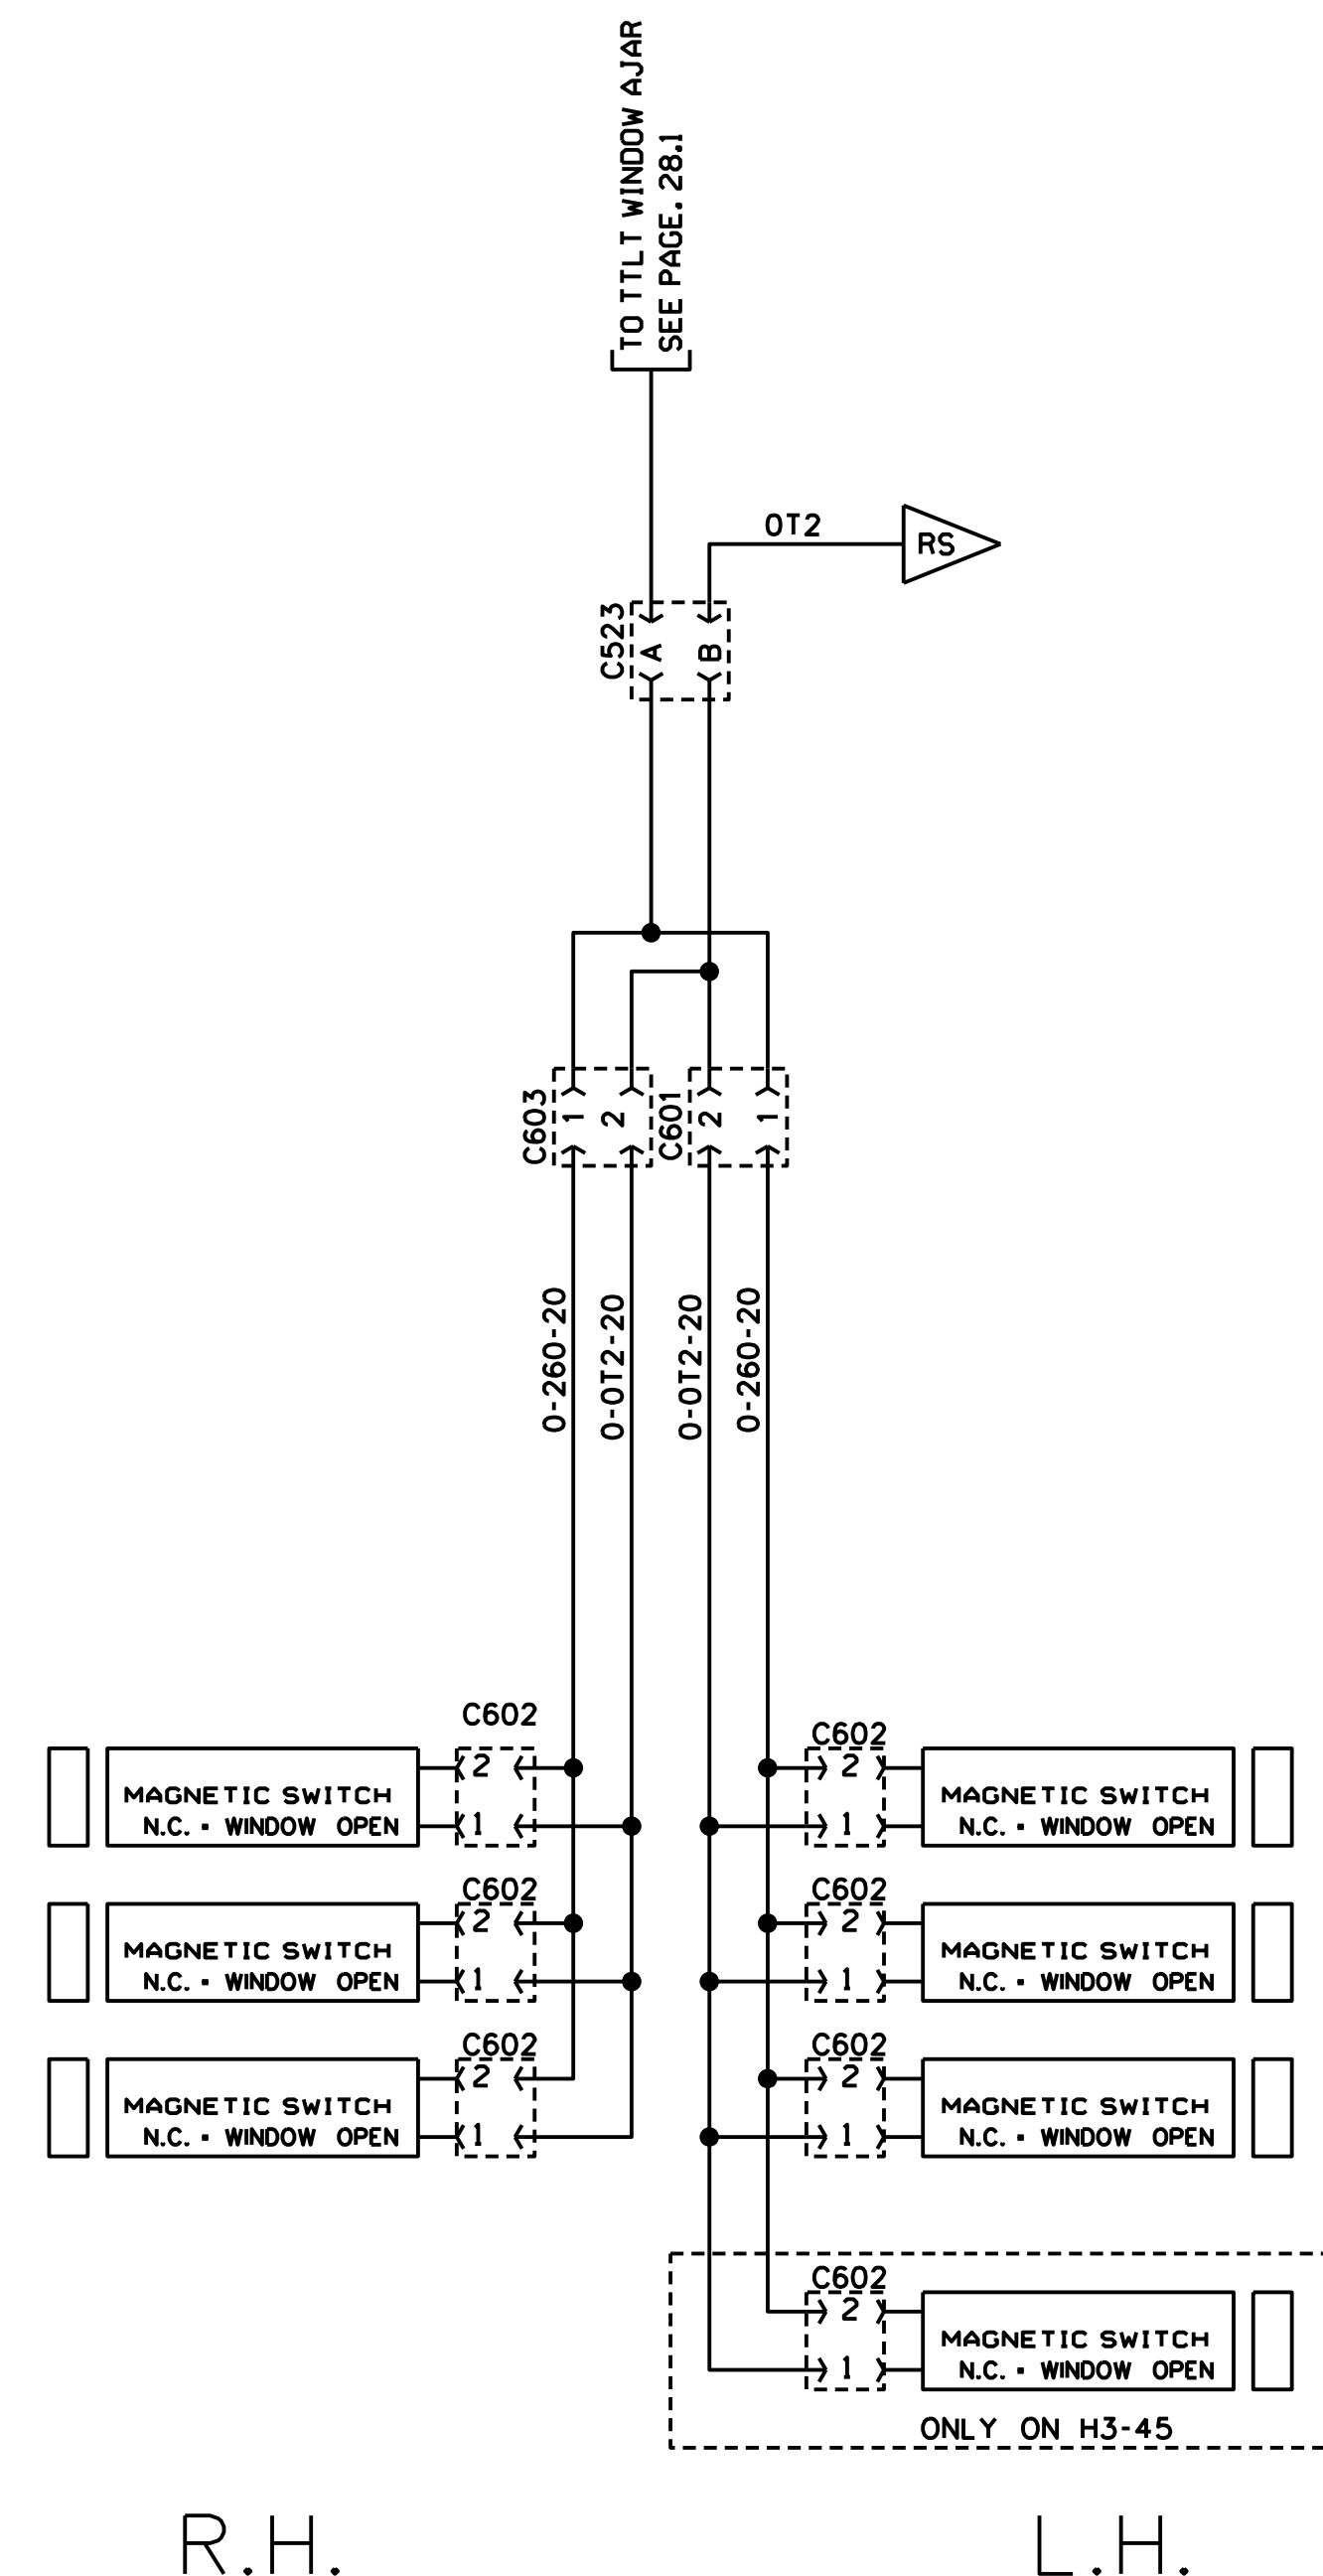 TO TTLT WINDOW AJAR
SEE PAGE. 28.1
OT2
RS
C523
A
B
C603
1
2
C601
2
1
0-260-20
0-0T2-20
0-0T2-20
0-260-20
C602
2
MAGNETIC SWITCH
N.C. = WINDOW OPEN
1
C602
2
MAGNETIC SWITCH
N.C. = WINDOW OPEN
1
C602
2
MAGNETIC SWITCH
N.C. = WINDOW OPEN
1
C602
2
MAGNETIC SWITCH
N.C. = WINDOW OPEN
1
C602
2
MAGNETIC SWITCH
N.C. = WINDOW OPEN
1
C602
2
MAGNETIC SWITCH
N.C. = WINDOW OPEN
1
C602
2
MAGNETIC SWITCH
N.C. = WINDOW OPEN
1
ONLY ON H3-45
R.H.
L.H.